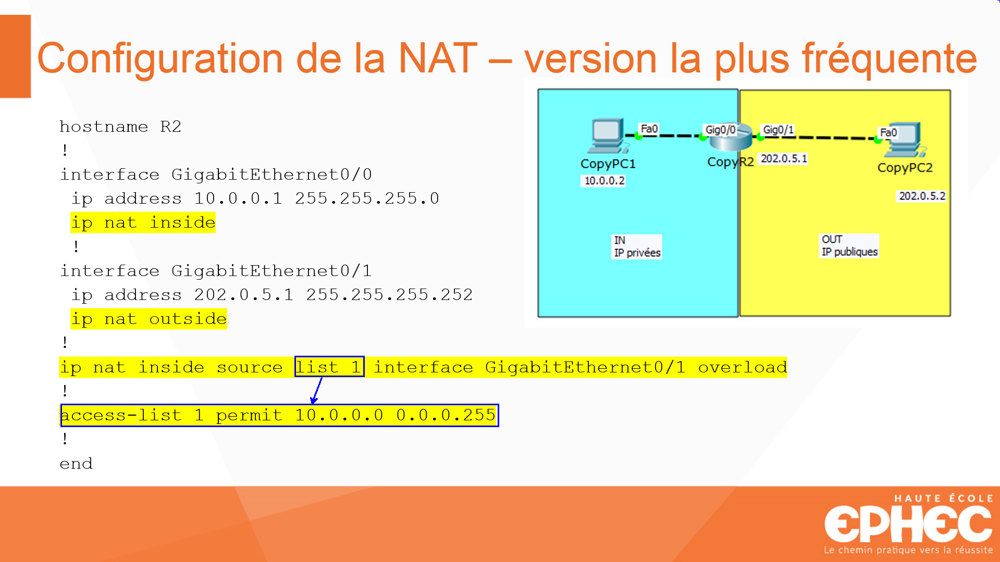 Configuration de la NAT – version la plus fréquente
hostname R2
!
interface GigabitEthernet0/0
ip address 10.0.0.1 255.255.255.0
ip nat inside
!
interface GigabitEthernet0/1
ip address 202.0.5.1 255.255.255.252
ip nat outside
!
ip nat inside source list 1 interface GigabitEthernet0/1 overload
!
access-list 1 permit 10.0.0.0 0.0.0.255
!
end
Fa0
Gig0/0
Gig0/1
Fa0
CopyPC1
CopyR2
202.0.5.1
CopyPC2
10.0.0.2
202.0.5.2
IN
IP privées
OUT
IP publiques
HAUTE ÉCOLE
EPHEC
Le chemin pratique vers la réussite